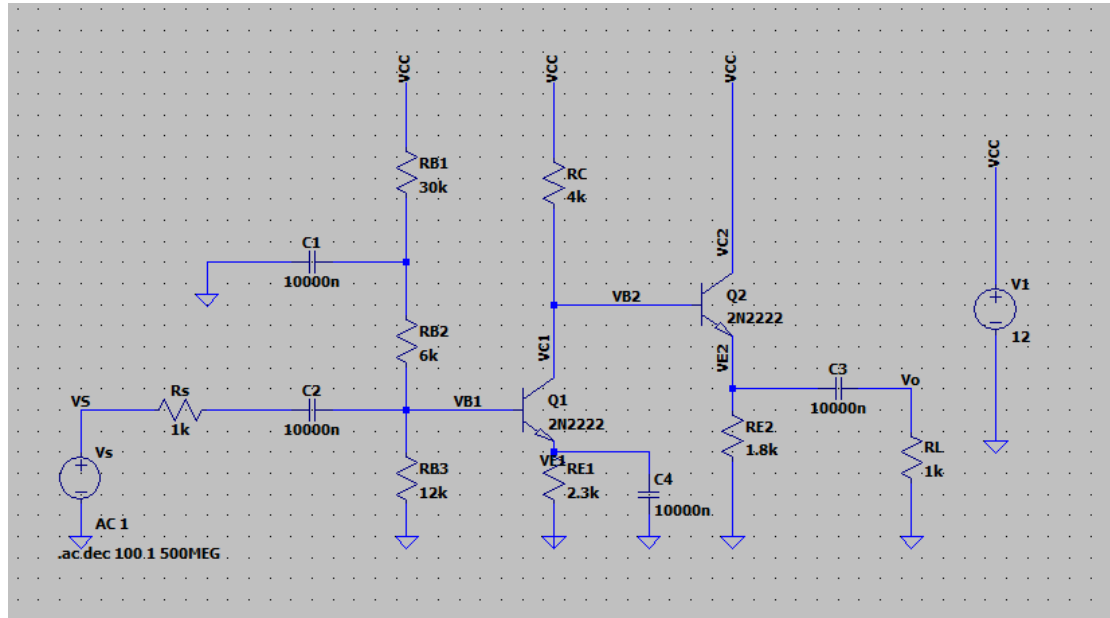 VCC
VCC
VCC
VCC
RB1
30k
RC
4k
C1
10000n
VC2
V1
12
VB2
Q2
2N2222
RB2
6k
VC1
VE2
C3
10000n
Vo
VS
Rs
1k
C2
10000n
VB1
Q1
2N2222
RE2
1.8k
RL
1k
Vs
AC 1
RB3
12k
VE1
RE1
2.3k
C4
10000n
.ac dec 100 1 500MEG